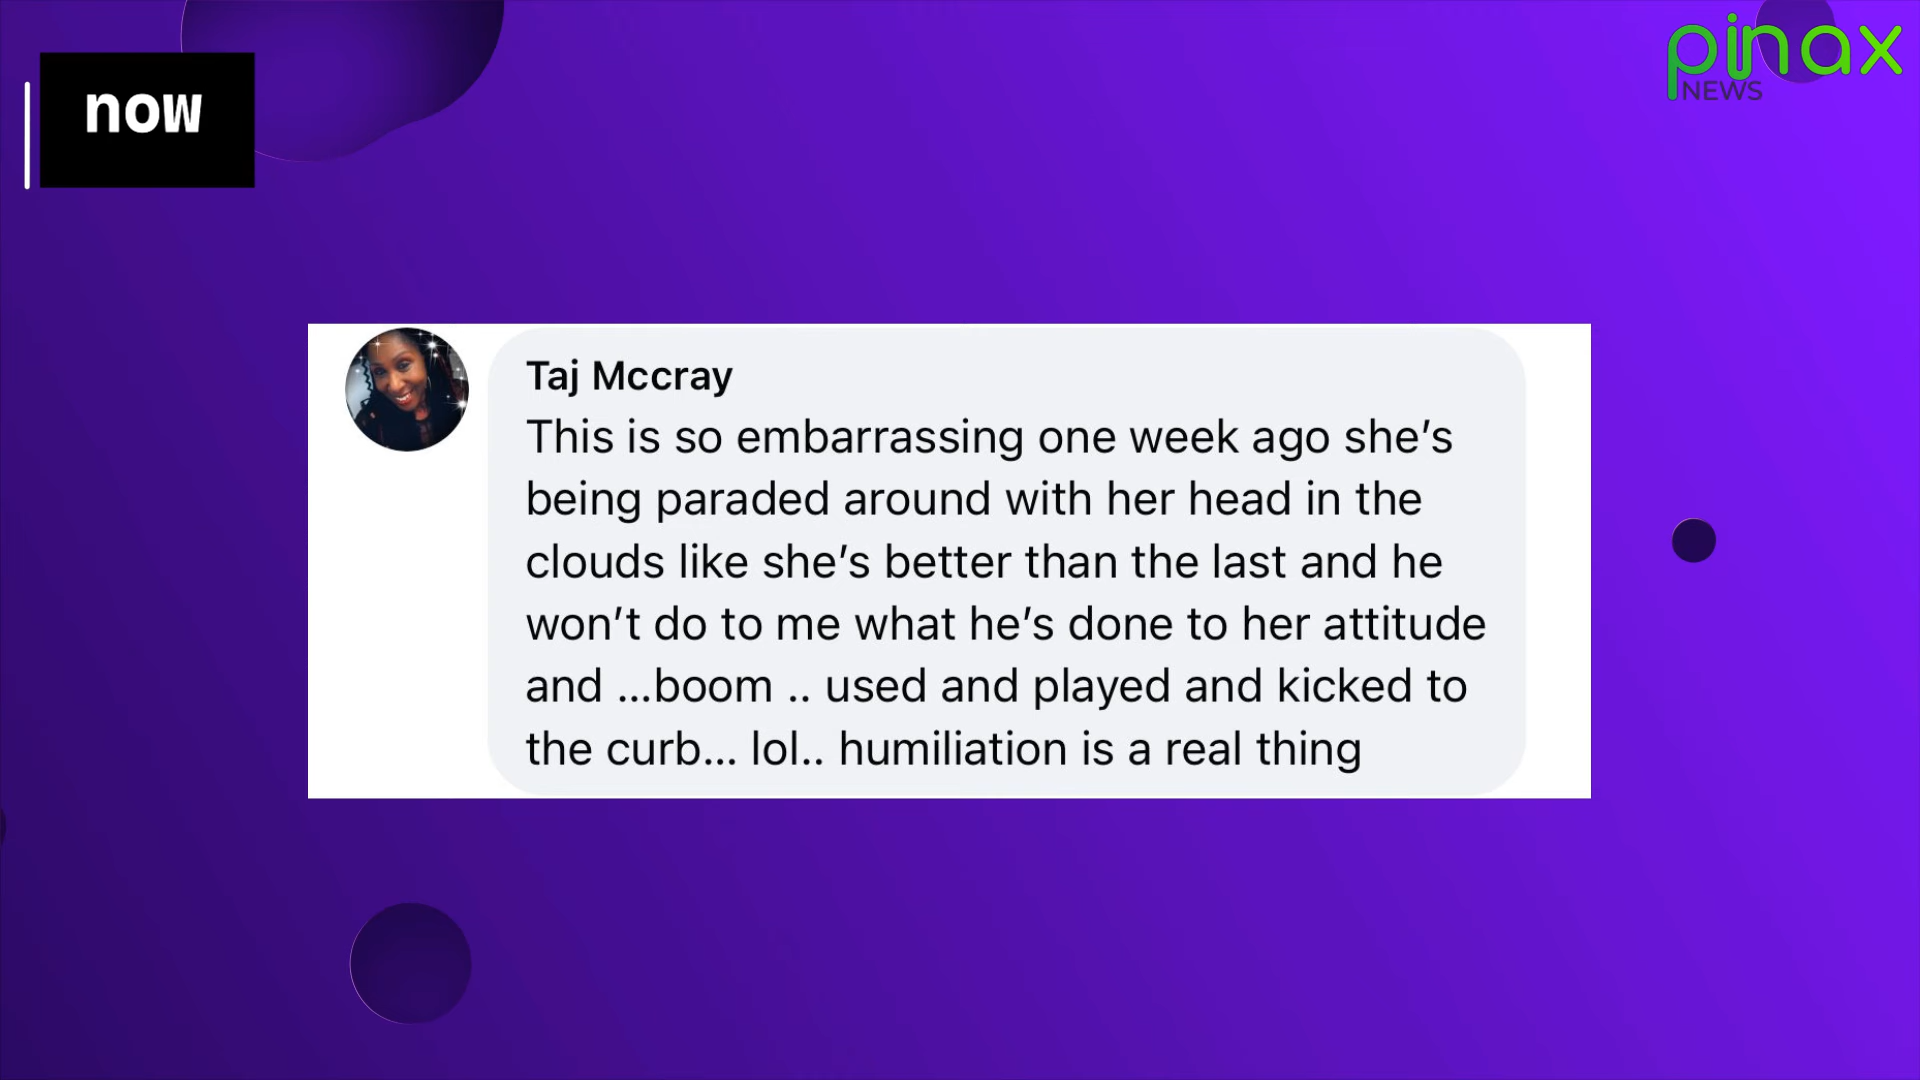 now
pinax
NEWS
Taj Mccray
This is so embarrassing one week ago she’s
being paraded around with her head in the
clouds like she’s better than the last and he
won’t do to me what he’s done to her attitude
and ...boom .. used and played and kicked to
the curb... lol.. humiliation is a real thing